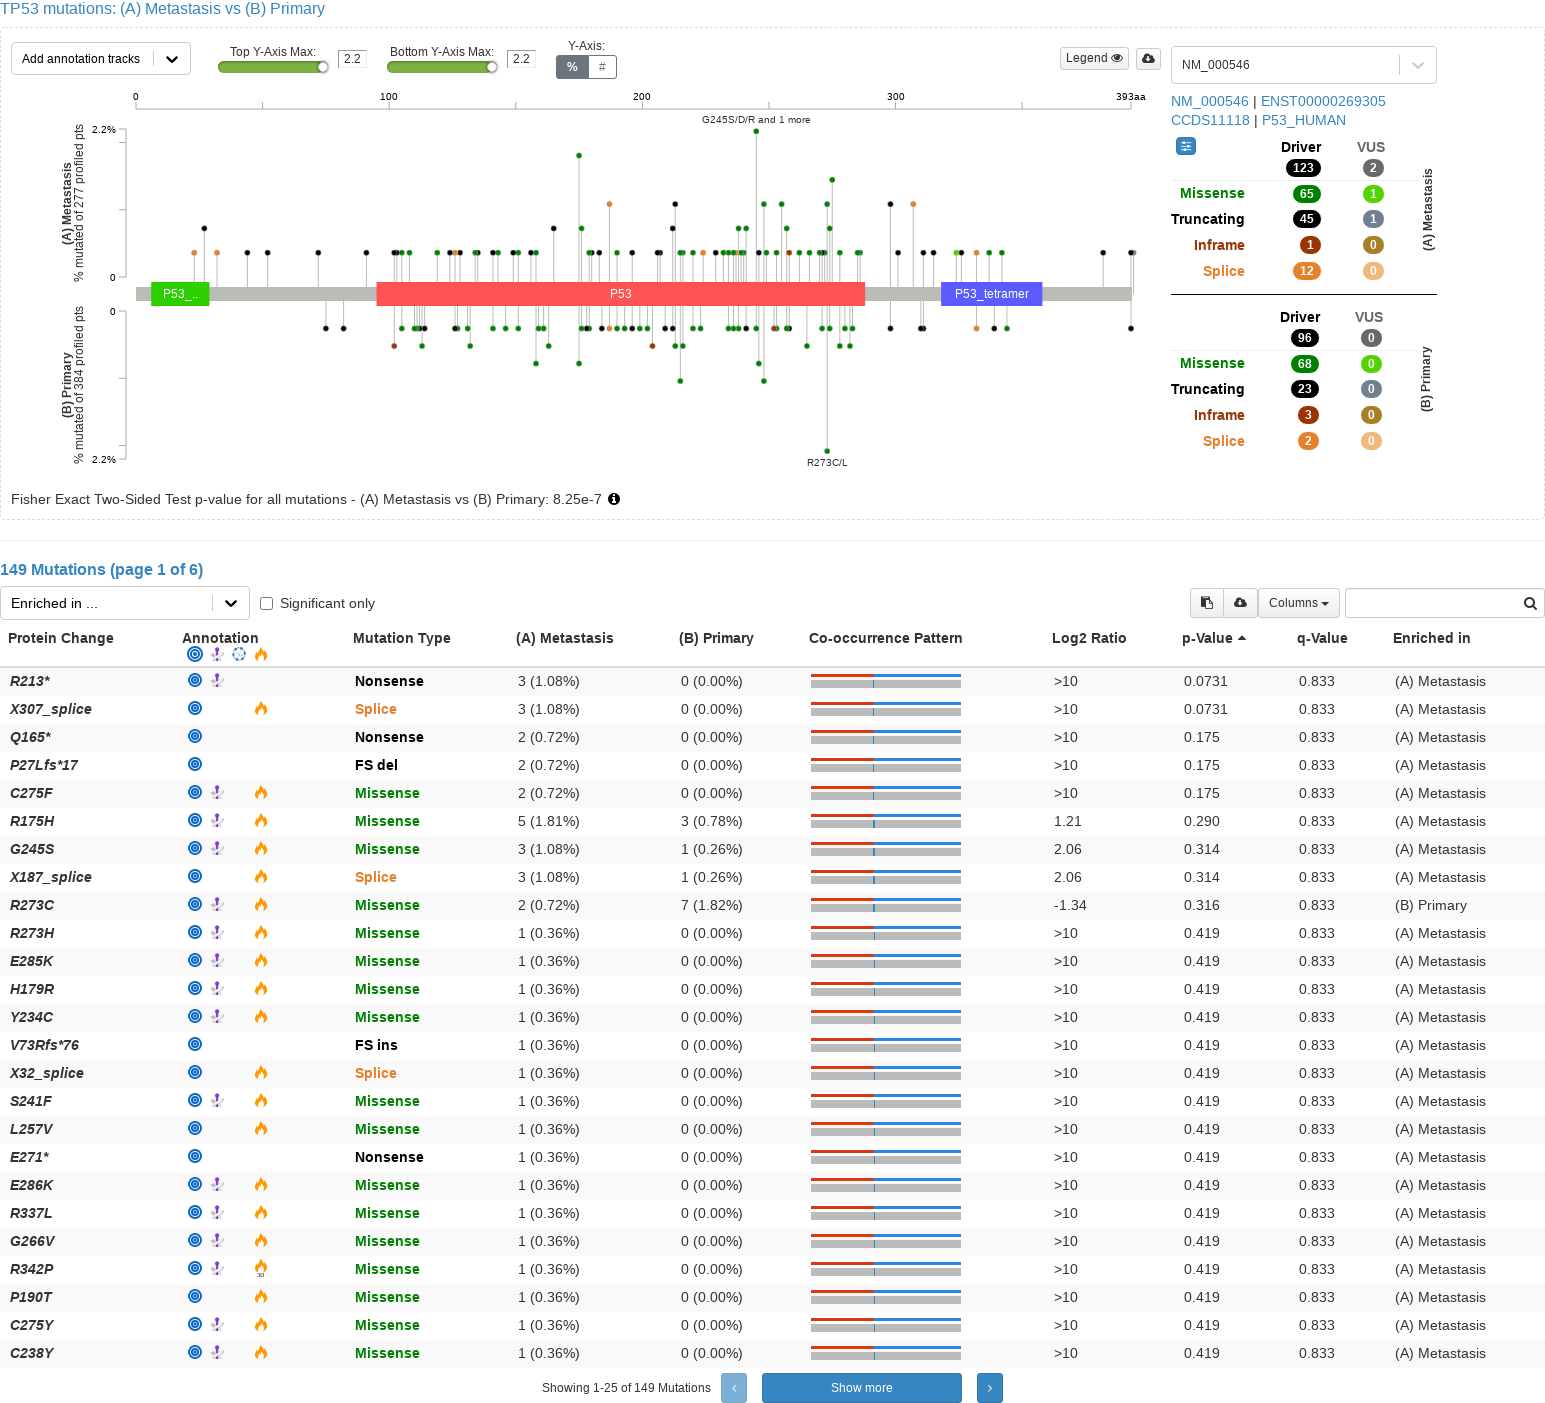 TP53 mutations: (A) Metastasis vs (B) Primary
Add annotation tracks
Top Y-Axis Max: 2.2
Bottom Y-Axis Max: 2.2
Y-Axis:
% #
Legend
NM_000546
0 100 200 300 393aa
NM_000546 | ENST00000269305
CCDS11118 | P53_HUMAN
G245S/D/R and 1 more
2.2%
0
(A) Metastasis
% mutated of 277 profiled pts
P53_.. P53 P53_tetramer
0
2.2%
(B) Primary
% mutated of 384 profiled pts
R273C/L
Driver VUS
123 2
Missense 65 1
Truncating 45 1
Inframe 1 0
Splice 12 0
(A) Metastasis
Driver VUS
96 0
Missense 68 0
Truncating 23 0
Inframe 3 0
Splice 2 0
(B) Primary
Fisher Exact Two-Sided Test p-value for all mutations - (A) Metastasis vs (B) Primary: 8.25e-7
149 Mutations (page 1 of 6)
Enriched in ...
Significant only
Columns
Protein Change Annotation Mutation Type (A) Metastasis (B) Primary Co-occurrence Pattern Log2 Ratio p-Value q-Value Enriched in
R213* Nonsense 3 (1.08%) 0 (0.00%) >10 0.0731 0.833 (A) Metastasis
X307_splice Splice 3 (1.08%) 0 (0.00%) >10 0.0731 0.833 (A) Metastasis
Q165* Nonsense 2 (0.72%) 0 (0.00%) >10 0.175 0.833 (A) Metastasis
P27Lfs*17 FS del 2 (0.72%) 0 (0.00%) >10 0.175 0.833 (A) Metastasis
C275F Missense 2 (0.72%) 0 (0.00%) >10 0.175 0.833 (A) Metastasis
R175H Missense 5 (1.81%) 3 (0.78%) 1.21 0.290 0.833 (A) Metastasis
G245S Missense 3 (1.08%) 1 (0.26%) 2.06 0.314 0.833 (A) Metastasis
X187_splice Splice 3 (1.08%) 1 (0.26%) 2.06 0.314 0.833 (A) Metastasis
R273C Missense 2 (0.72%) 7 (1.82%) -1.34 0.316 0.833 (B) Primary
R273H Missense 1 (0.36%) 0 (0.00%) >10 0.419 0.833 (A) Metastasis
E285K Missense 1 (0.36%) 0 (0.00%) >10 0.419 0.833 (A) Metastasis
H179R Missense 1 (0.36%) 0 (0.00%) >10 0.419 0.833 (A) Metastasis
Y234C Missense 1 (0.36%) 0 (0.00%) >10 0.419 0.833 (A) Metastasis
V73Rfs*76 FS ins 1 (0.36%) 0 (0.00%) >10 0.419 0.833 (A) Metastasis
X32_splice Splice 1 (0.36%) 0 (0.00%) >10 0.419 0.833 (A) Metastasis
S241F Missense 1 (0.36%) 0 (0.00%) >10 0.419 0.833 (A) Metastasis
L257V Missense 1 (0.36%) 0 (0.00%) >10 0.419 0.833 (A) Metastasis
E271* Nonsense 1 (0.36%) 0 (0.00%) >10 0.419 0.833 (A) Metastasis
E286K Missense 1 (0.36%) 0 (0.00%) >10 0.419 0.833 (A) Metastasis
R337L Missense 1 (0.36%) 0 (0.00%) >10 0.419 0.833 (A) Metastasis
G266V Missense 1 (0.36%) 0 (0.00%) >10 0.419 0.833 (A) Metastasis
R342P Missense 1 (0.36%) 0 (0.00%) >10 0.419 0.833 (A) Metastasis
P190T Missense 1 (0.36%) 0 (0.00%) >10 0.419 0.833 (A) Metastasis
C275Y Missense 1 (0.36%) 0 (0.00%) >10 0.419 0.833 (A) Metastasis
C238Y Missense 1 (0.36%) 0 (0.00%) >10 0.419 0.833 (A) Metastasis
Showing 1-25 of 149 Mutations ‹ Show more ›